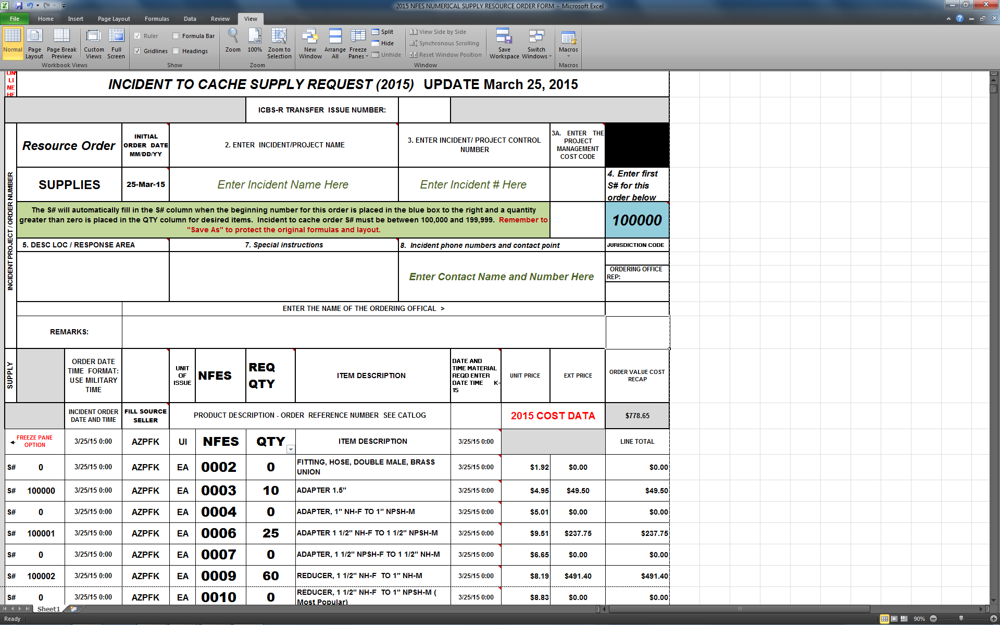 2015 NFES NUMERICAL SUPPLY RESOURCE ORDER FORM - Microsoft Excel
File Home Insert Page Layout Formulas Data Review View
Normal Page Layout Page Break Preview Custom Views Full Screen
Workbook Views
Ruler Formula Bar
Gridlines Headings
Show
Zoom 100% Zoom to Selection
Zoom
New Window Arrange All Freeze Panes
Split
Hide
Unhide
View Side by Side
Synchronous Scrolling
Reset Window Position
Save Workspace Switch Windows
Window
Macros
Macros
LI
NE
INCIDENT TO CACHE SUPPLY REQUEST (2015) UPDATE March 25, 2015
ICBS-R TRANSFER ISSUE NUMBER:
INCIDENT PROJECT / ORDER NUMBER
Resource Order
INITIAL
ORDER DATE
MM/DD/YY
2. ENTER INCIDENT/PROJECT NAME
3. ENTER INCIDENT/ PROJECT CONTROL
NUMBER
3A. ENTER THE
PROJECT
MANAGEMENT
COST CODE
SUPPLIES
25-Mar-15
Enter Incident Name Here
Enter Incident # Here
4. Enter first
S# for this
order below
The S# will automatically fill in the S# column when the beginning number for this order is placed in the blue box to the right and a quantity
greater than zero is placed in the QTY column for desired items. Incident to cache order S# must be between 100,000 and 199,999. Remember to
"Save As" to protect the original formulas and layout.
100000
5. DESC LOC / RESPONSE AREA
7. Special instructions
8. Incident phone numbers and contact point
JURISDICTION CODE
Enter Contact Name and Number Here
ORDERING OFFICE
REP:
ENTER THE NAME OF THE ORDERING OFFICAL >
REMARKS:
SUPPLY
ORDER DATE
TIME FORMAT:
USE MILITARY
TIME
UNIT
OF
ISSUE
NFES
REQ
QTY
ITEM DESCRIPTION
DATE AND
TIME MATERIAL
REQD ENTER
DATE TIME K-
15
UNIT PRICE
EXT PRICE
ORDER VALUE COST
RECAP
INCIDENT ORDER
DATE AND TIME
FILL SOURCE
SELLER
PRODUCT DESCRIPTION - ORDER REFERENCE NUMBER SEE CATLOG
2015 COST DATA
$778.65
FREEZE PANE
OPTION
3/25/15 0:00 AZPFK UI NFES QTY ITEM DESCRIPTION 3/25/15 0:00 LINE TOTAL
S# 0 3/25/15 0:00 AZPFK EA 0002 0 FITTING, HOSE, DOUBLE MALE, BRASS
UNION 3/25/15 0:00 $1.92 $0.00 $0.00
S# 100000 3/25/15 0:00 AZPFK EA 0003 10 ADAPTER 1.5" 3/25/15 0:00 $4.95 $49.50 $49.50
S# 0 3/25/15 0:00 AZPFK EA 0004 0 ADAPTER, 1" NH-F TO 1" NPSH-M 3/25/15 0:00 $5.01 $0.00 $0.00
S# 100001 3/25/15 0:00 AZPFK EA 0006 25 ADAPTER 1 1/2" NH-F TO 1 1/2" NPSH-M 3/25/15 0:00 $9.51 $237.75 $237.75
S# 0 3/25/15 0:00 AZPFK EA 0007 0 ADAPTER, 1 1/2" NPSH-F TO 1 1/2" NH-M 3/25/15 0:00 $6.65 $0.00 $0.00
S# 100002 3/25/15 0:00 AZPFK EA 0009 60 REDUCER, 1 1/2" NH-F TO 1" NH-M 3/25/15 0:00 $8.19 $491.40 $491.40
S# 0 3/25/15 0:00 AZPFK EA 0010 0 REDUCER, 1 1/2" NH-F TO 1" NPSH-M (
Most Popular) 3/25/15 0:00 $8.83 $0.00 $0.00
Sheet1
Ready
90%